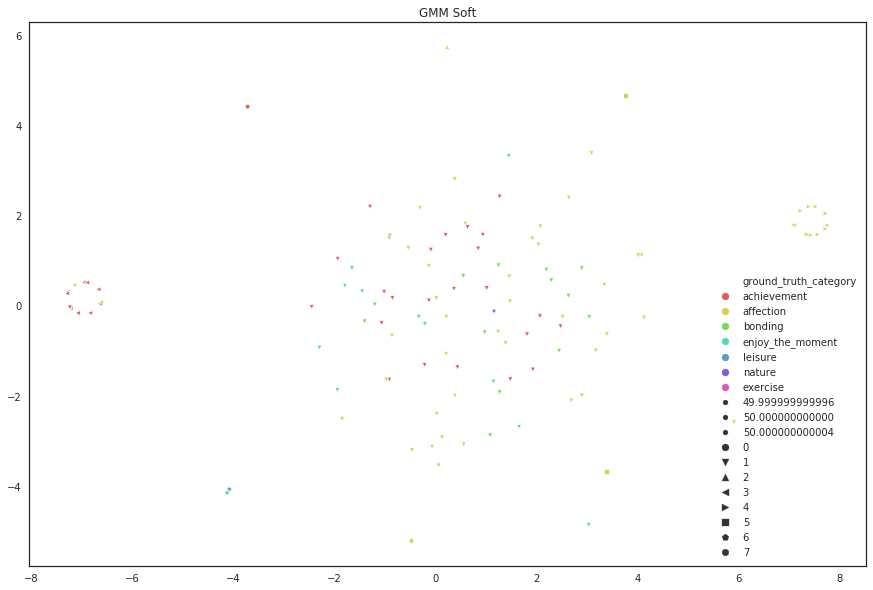 GMM Soft
6
4
2
0
−2
−4
−8
−6
−4
−2
0
2
4
6
8
ground_truth_category
achievement
affection
bonding
enjoy_the_moment
leisure
nature
exercise
49.999999999996
50.000000000000
50.000000000004
0
1
2
3
4
5
6
7